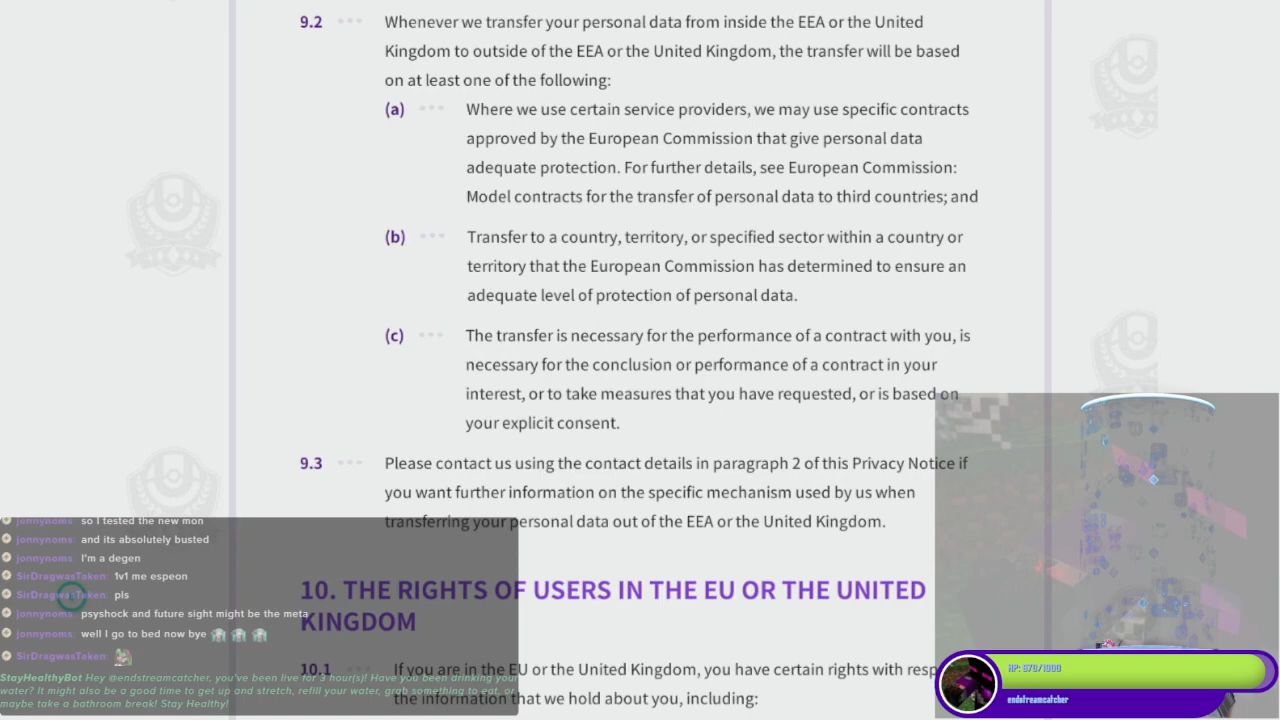 9.2 Whenever we transfer your personal data from inside the EEA or the United
Kingdom to outside of the EEA or the United Kingdom, the transfer will be based
on at least one of the following:
(a) Where we use certain service providers, we may use specific contracts
approved by the European Commission that give personal data
adequate protection. For further details, see European Commission:
Model contracts for the transfer of personal data to third countries; and
(b) Transfer to a country, territory, or specified sector within a country or
territory that the European Commission has determined to ensure an
adequate level of protection of personal data.
(c) The transfer is necessary for the performance of a contract with you, is
necessary for the conclusion or performance of a contract in your
interest, or to take measures that you have requested, or is based on
your explicit consent.
9.3 Please contact us using the contact details in paragraph 2 of this Privacy Notice if
you want further information on the specific mechanism used by us when
transferring your personal data out of the EEA or the United Kingdom.
10. THE RIGHTS OF USERS IN THE EU OR THE UNITED
KINGDOM
10.1 If you are in the EU or the United Kingdom, you have certain rights with resp
the information that we hold about you, including:
jonnynoms: so I tested the new mon
jonnynoms: and its absolutely busted
jonnynoms: I'm a degen
SirDragwasTaken: 1v1 me espeon
SirDragwasTaken: pls
jonnynoms: psyshock and future sight might be the meta
jonnynoms: well I go to bed now bye
SirDragwasTaken:
StayHealthyBot Hey @endstreamcatcher, you've been live for 3 hour(s)! Have you been drinking your
water? It might also be a good time to get up and stretch, refill your water, grab something to eat, or
maybe take a bathroom break! Stay Healthy!
HP: 970/1000
endstreamcatcher